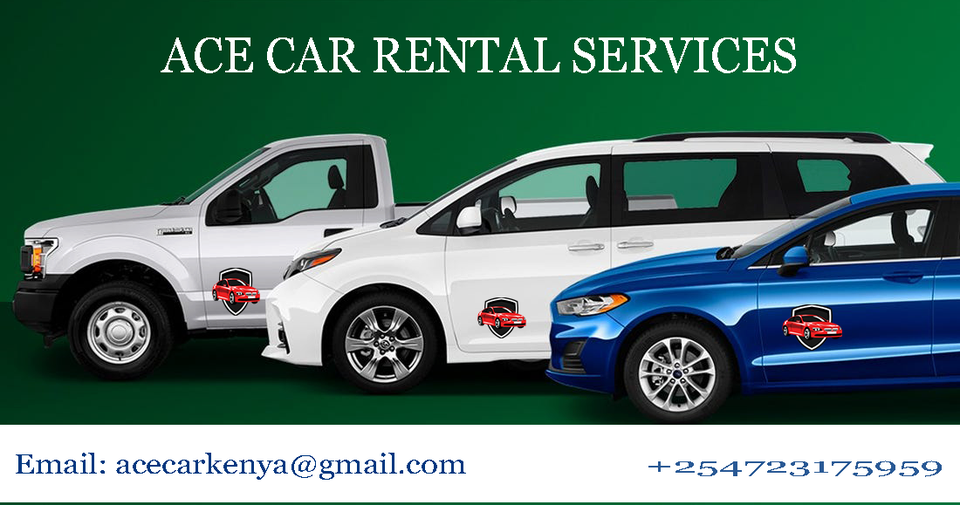 ACE CAR RENTAL SERVICES
Email: acecarkenya@gmail.com
+254723175959